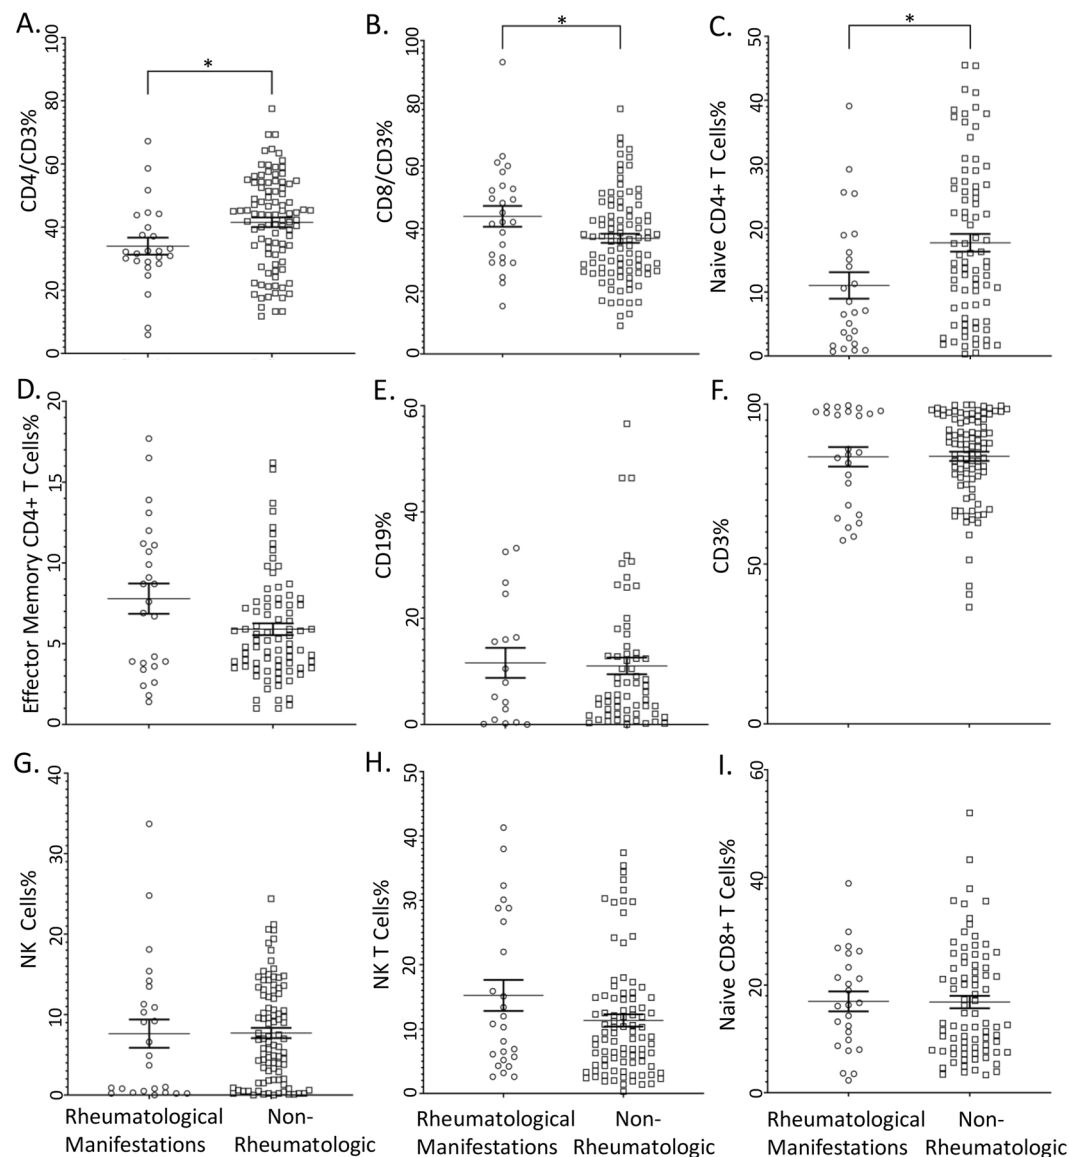 A.
CD4/CD3%
0 20 40 60 80 100
*
B.
CD8/CD3%
0 20 40 60 80 100
*
C.
Naive CD4+ T Cells%
0 10 20 30 40 50
*
D.
Effector Memory CD4+ T Cells%
0 5 10 15 20
E.
CD19%
0 20 40 60
F.
CD3%
0 50 100
G.
NK Cells%
0 10 20 30 40
Rheumatological Non-
Manifestations Rheumatologic
H.
NK T Cells%
0 10 20 30 40 50
Rheumatological Non-
Manifestations Rheumatologic
I.
Naive CD8+ T Cells%
0 20 40 60
Rheumatological Non-
Manifestations Rheumatologic